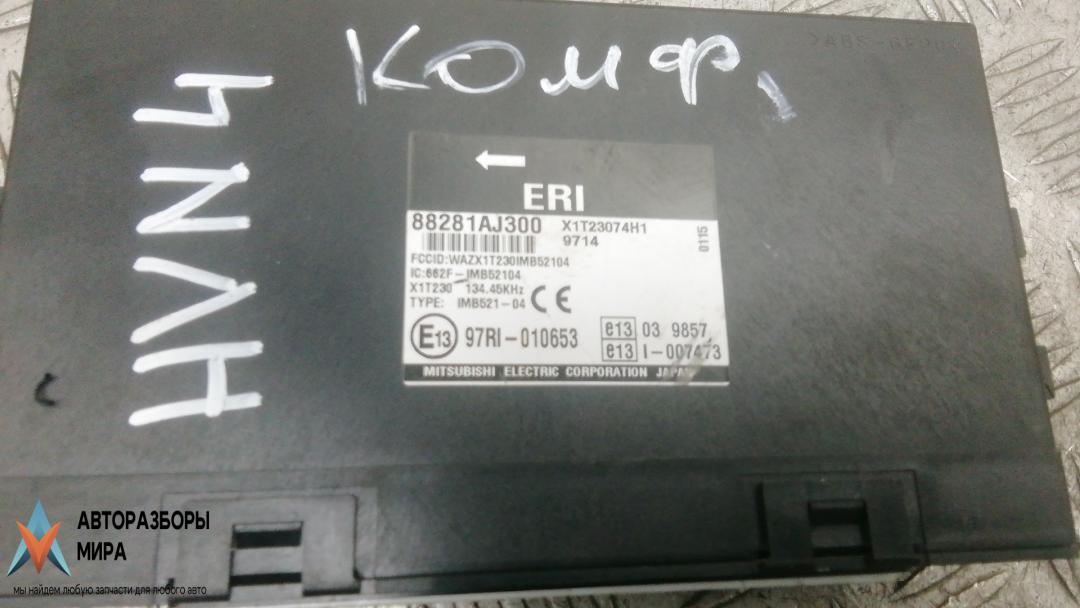 КОМФ,
HVN4
ERI
88281AJ300 X1T23074H1
9714
0115
FCCID:WAZX1T230IMB52104
IC:662F-IMB52104
X1T230 134.45KHz
TYPE: IMB521-04 CE
E13 97RI-010653
e13 03 9857
e13 I-007473
MITSUBISHI ELECTRIC CORPORATION JAPAN
АВТОРАЗБОРЫ
МИРА
мы найдем любую запчасти для любого авто